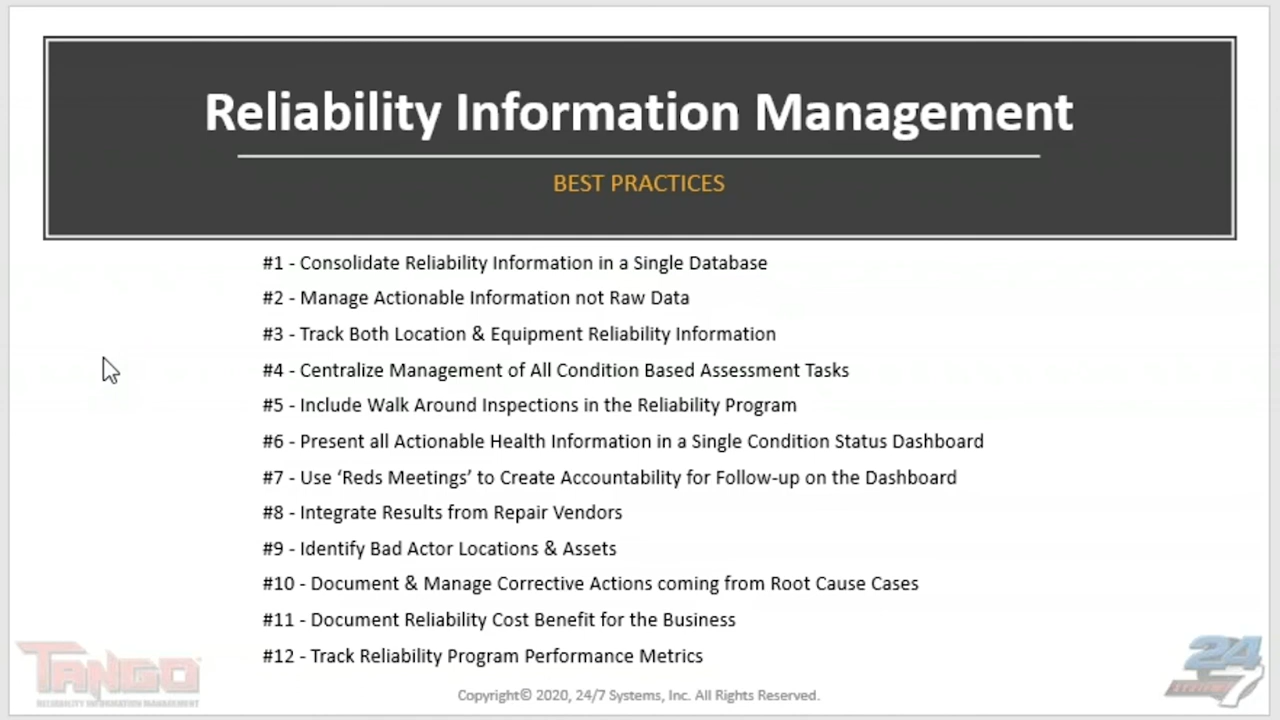 Reliability Information Management
BEST PRACTICES
#1 - Consolidate Reliability Information in a Single Database
#2 - Manage Actionable Information not Raw Data
#3 - Track Both Location & Equipment Reliability Information
#4 - Centralize Management of All Condition Based Assessment Tasks
#5 - Include Walk Around Inspections in the Reliability Program
#6 - Present all Actionable Health Information in a Single Condition Status Dashboard
#7 - Use ‘Reds Meetings’ to Create Accountability for Follow-up on the Dashboard
#8 - Integrate Results from Repair Vendors
#9 - Identify Bad Actor Locations & Assets
#10 - Document & Manage Corrective Actions coming from Root Cause Cases
#11 - Document Reliability Cost Benefit for the Business
#12 - Track Reliability Program Performance Metrics
TANGO
RELIABILITY INFORMATION MANAGEMENT
Copyright© 2020, 24/7 Systems, Inc. All Rights Reserved.
24
7
SYSTEMS